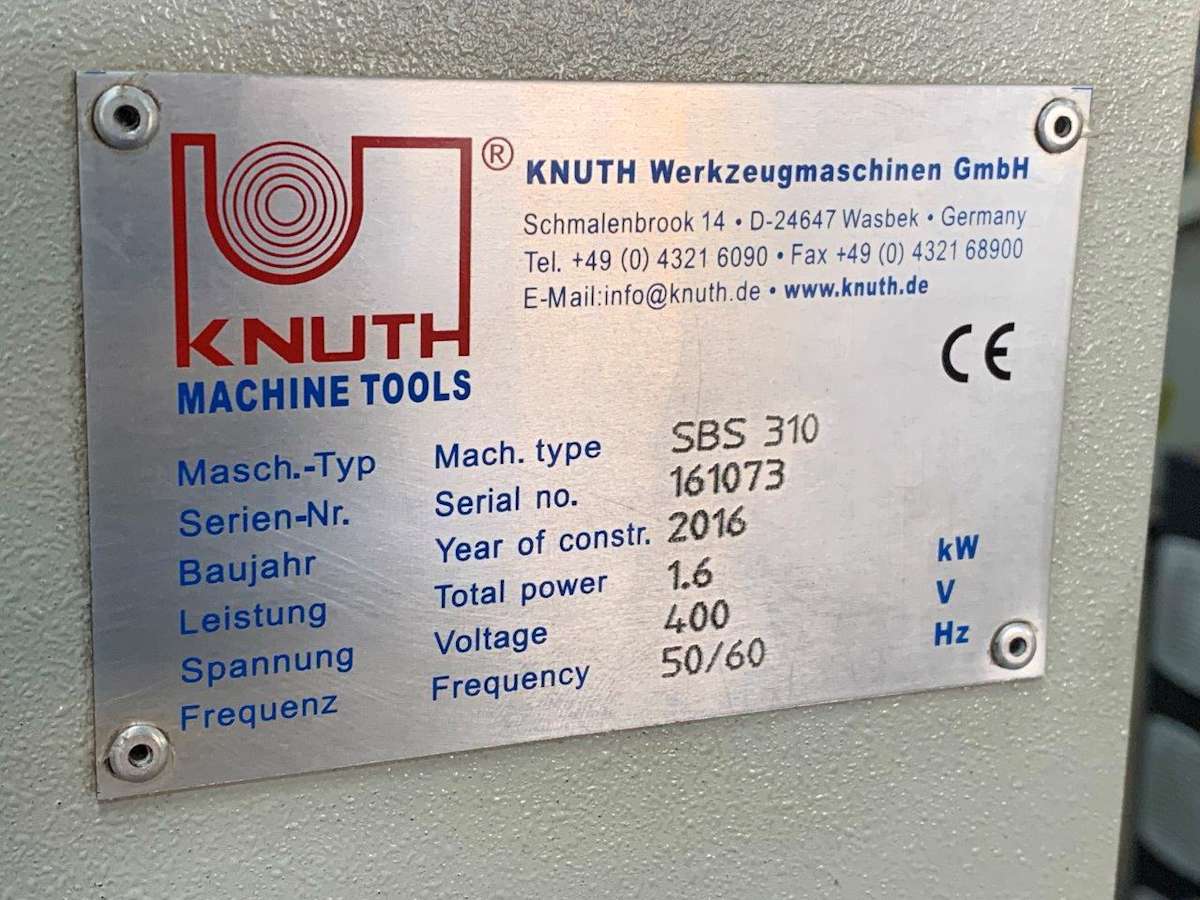 ®
KNUTH Werkzeugmaschinen GmbH
Schmalenbrook 14 • D-24647 Wasbek • Germany
Tel. +49 (0) 4321 6090 • Fax +49 (0) 4321 68900
E-Mail:info@knuth.de • www.knuth.de
KNUTH
MACHINE TOOLS
CE
Masch.-Typ Mach. type SBS 310
Serien-Nr. Serial no. 161073
Baujahr Year of constr. 2016
Leistung Total power 1.6 kW
Spannung Voltage 400 V
Frequenz Frequency 50/60 Hz